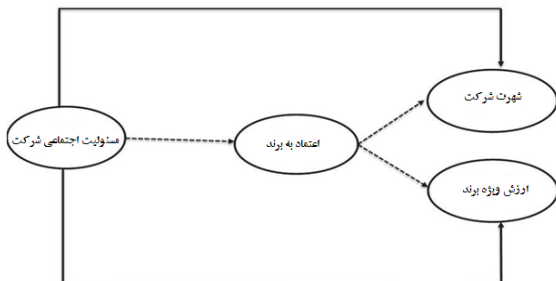 شهرت شرکت
مسئولیت اجتماعی شرکت
اعتماد به برند
ارزش ویژه برند